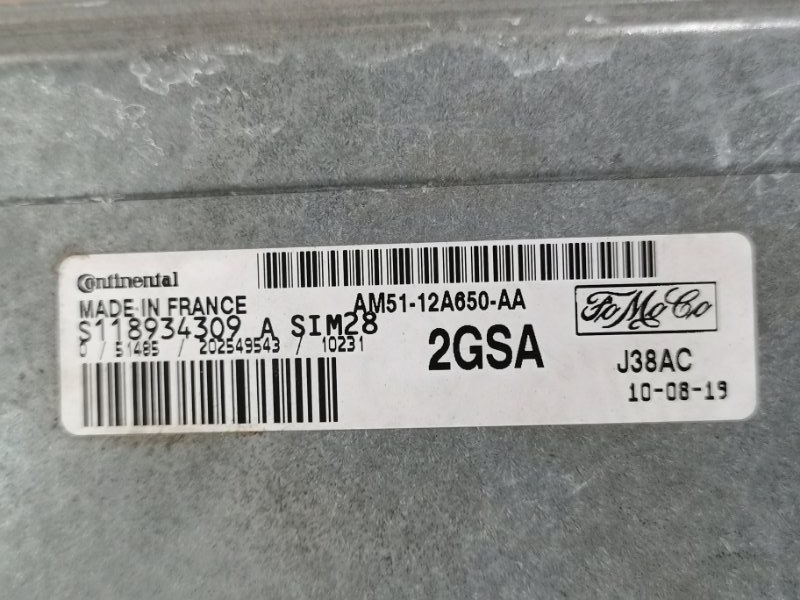 Continental
MADE IN FRANCE
S118934309 A SIM28
0 / 51485 / 202549543 / 10231
AM51-12A650-AA
2GSA
FoMoCo
J38AC
10-08-19